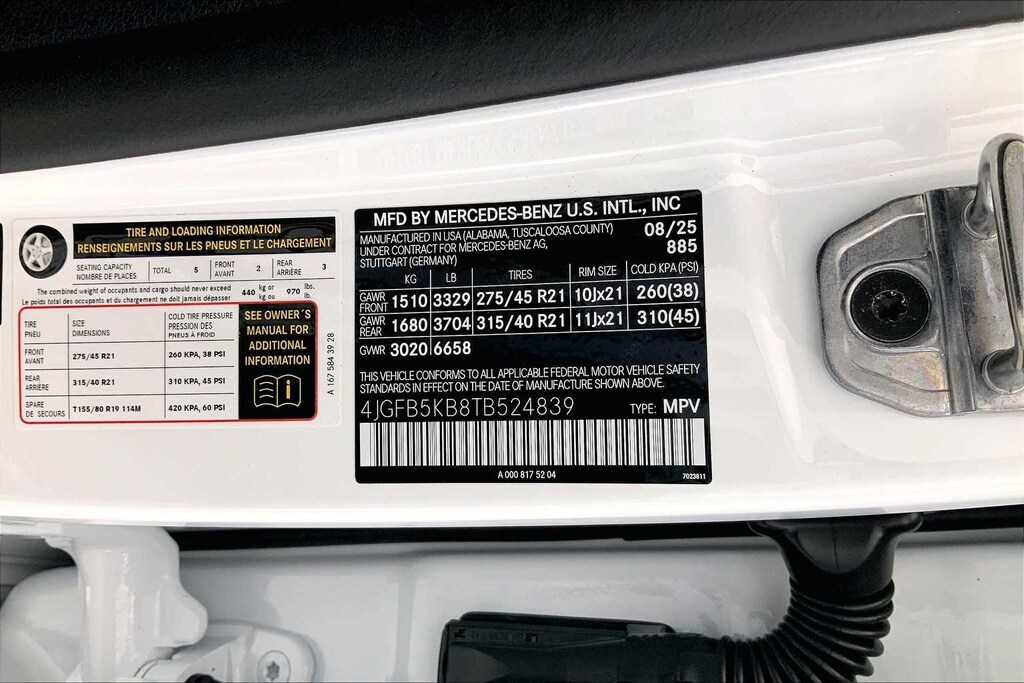 TIRE AND LOADING INFORMATION
RENSEIGNEMENTS SUR LES PNEUS ET LE CHARGEMENT
SEATING CAPACITY
NOMBRE DE PLACES
TOTAL 5
FRONT
AVANT
2
REAR
ARRIÈRE
3
The combined weight of occupants and cargo should never exceed
Le poids total des occupants et du chargement ne doit jamais dépasser
440 kg or
kg ou
970 lbs.
lb.
TIRE
PNEU
SIZE
DIMENSIONS
COLD TIRE PRESSURE
PRESSION DES
PNEUS À FROID
FRONT
AVANT
275/45 R21
260 KPA, 38 PSI
REAR
ARRIÈRE
315/40 R21
310 KPA, 45 PSI
SPARE
DE SECOURS
T155/80 R19 114M
420 KPA, 60 PSI
SEE OWNER´S
MANUAL FOR
ADDITIONAL
INFORMATION
i
A 167 584 39 28
MFD BY MERCEDES-BENZ U.S. INTL., INC
MANUFACTURED IN USA (ALABAMA, TUSCALOOSA COUNTY)
UNDER CONTRACT FOR MERCEDES-BENZ AG,
STUTTGART (GERMANY)
08/25
885
KG LB TIRES RIM SIZE COLD KPA (PSI)
GAWR
FRONT
1510 3329 275/45 R21 10Jx21 260(38)
GAWR
REAR
1680 3704 315/40 R21 11Jx21 310(45)
GVWR 3020 6658
THIS VEHICLE CONFORMS TO ALL APPLICABLE FEDERAL MOTOR VEHICLE SAFETY
STANDARDS IN EFFECT ON THE DATE OF MANUFACTURE SHOWN ABOVE.
4JGFB5KB8TB524839 TYPE: MPV
A 000 817 52 04
7023811